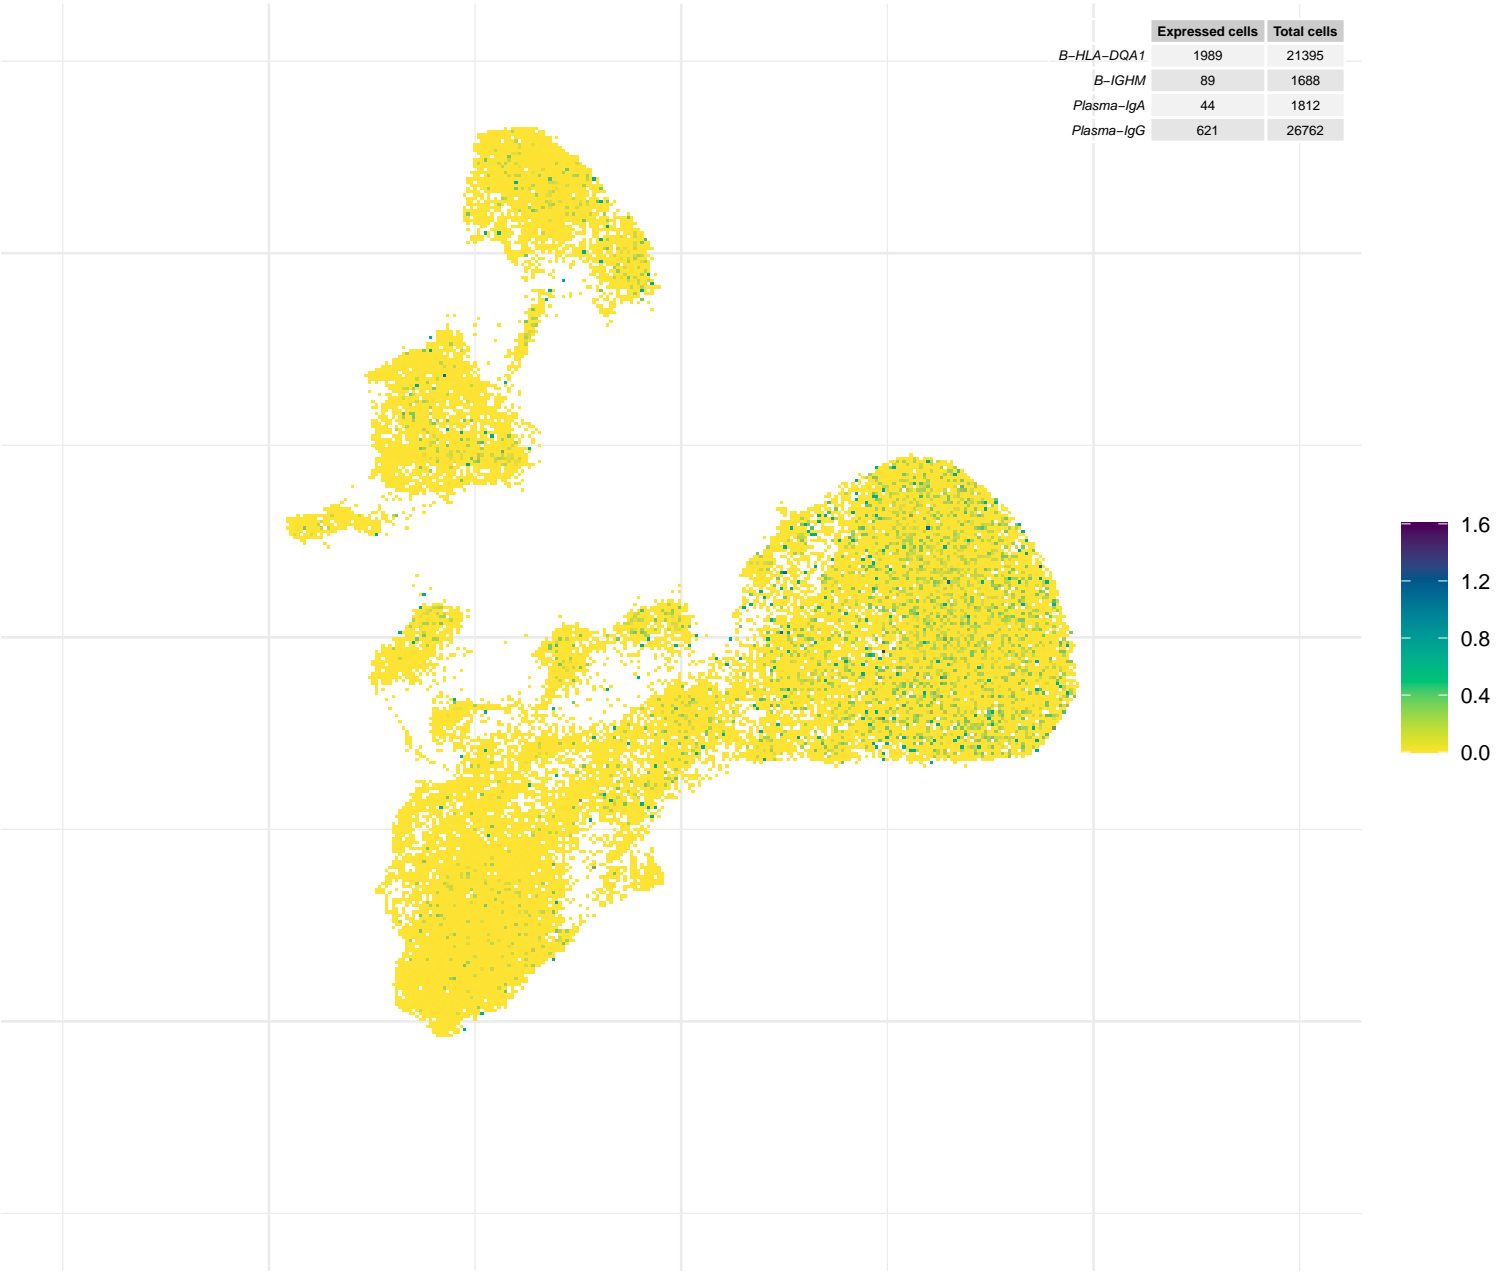 Expressed cells Total cells
B−HLA−DQA1 1989 21395
B−IGHM 89 1688
Plasma−IgA 44 1812
Plasma−IgG 621 26762
1.6
1.2
0.8
0.4
0.0